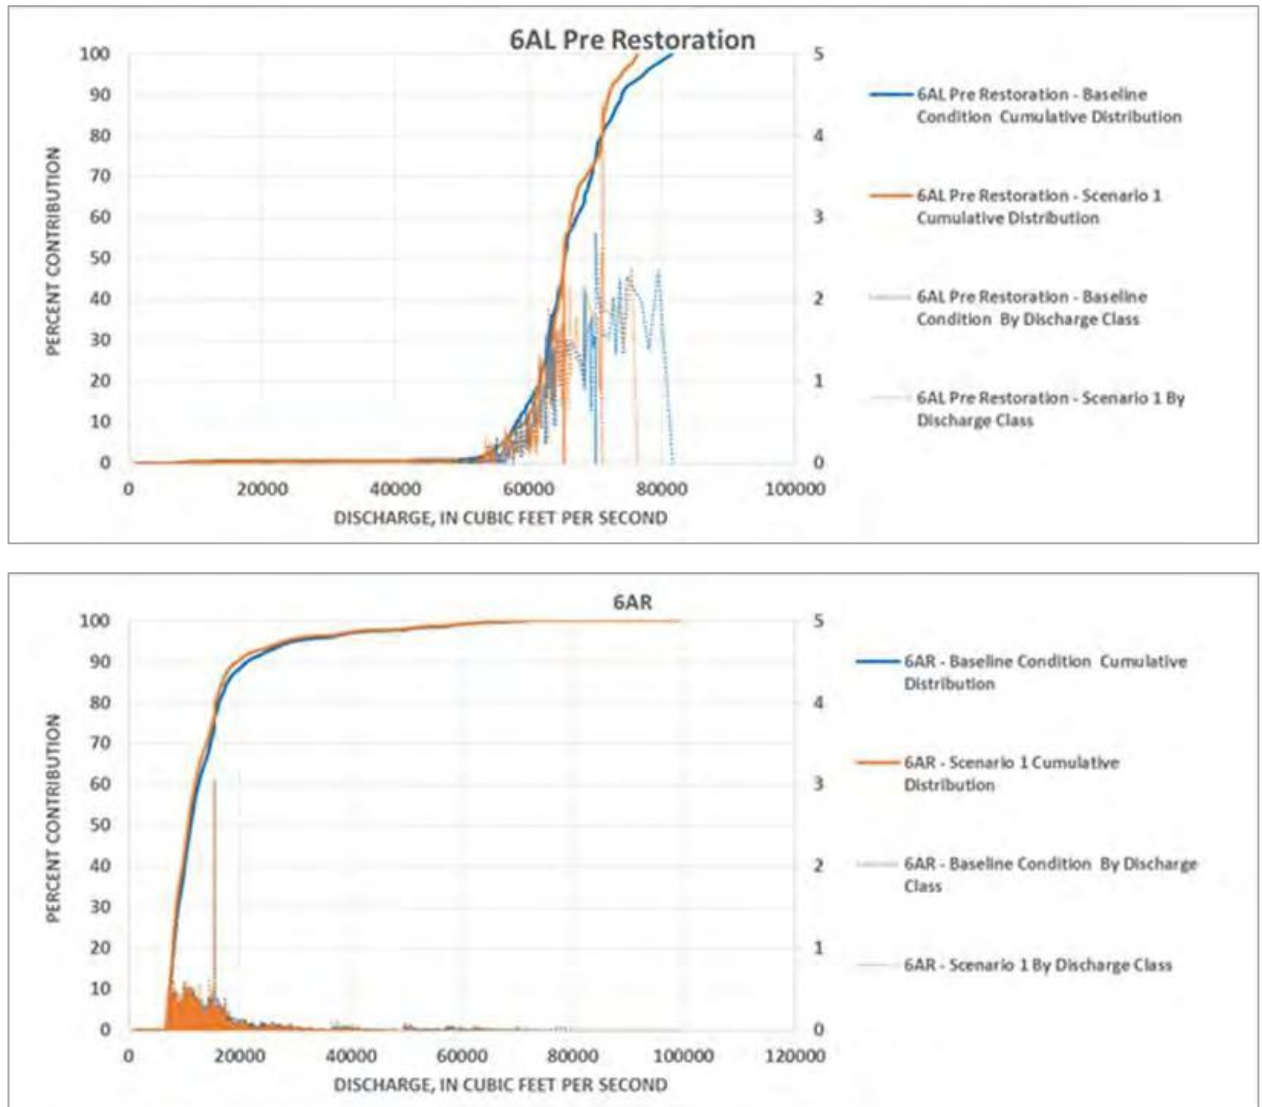 6AL Pre Restoration
100
90
80
70
60
50
40
30
20
10
0
PERCENT CONTRIBUTION
5
4
3
2
1
0
0 20000 40000 60000 80000 100000
DISCHARGE, IN CUBIC FEET PER SECOND
6AL Pre Restoration - Baseline
Condition Cumulative Distribution
6AL Pre Restoration - Scenario 1
Cumulative Distribution
6AL Pre Restoration - Baseline
Condition By Discharge Class
6AL Pre Restoration - Scenario 1 By
Discharge Class
6AR
100
90
80
70
60
50
40
30
20
10
0
PERCENT CONTRIBUTION
5
4
3
2
1
0
0 20000 40000 60000 80000 100000 120000
DISCHARGE, IN CUBIC FEET PER SECOND
6AR - Baseline Condition Cumulative
Distribution
6AR - Scenario 1 Cumulative
Distribution
6AR - Baseline Condition By Discharge
Class
6AR - Scenario 1 By Discharge Class